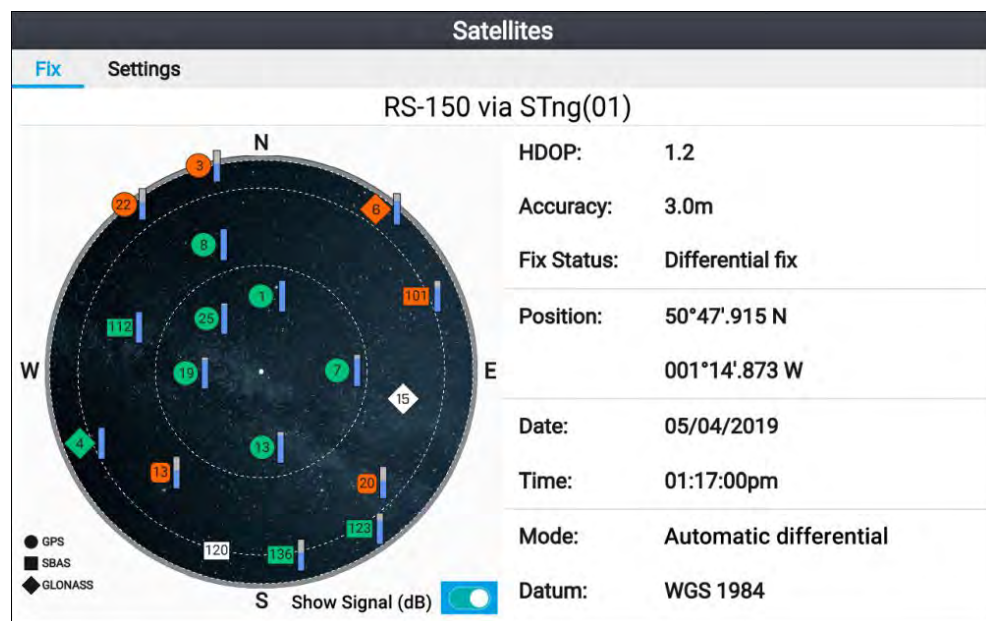 Satellites
Fix Settings
RS-150 via STng(01)
N
3
22
6
8
1
101
25
112
W
19
7
E
15
4
13
13
20
123
120
136
S
GPS
SBAS
GLONASS
Show Signal (dB)
HDOP: 1.2
Accuracy: 3.0m
Fix Status: Differential fix
Position: 50°47'.915 N
001°14'.873 W
Date: 05/04/2019
Time: 01:17:00pm
Mode: Automatic differential
Datum: WGS 1984